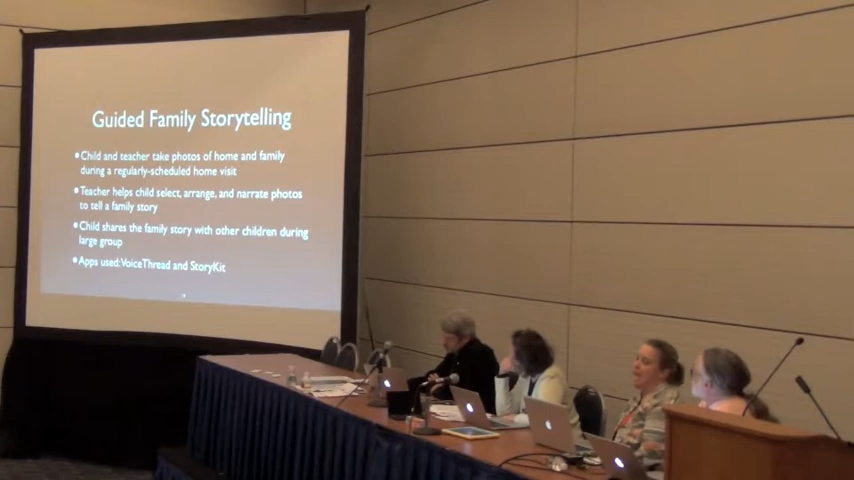 Guided Family Storytelling
•Child and teacher take photos of home and family
during a regularly-scheduled home visit
•Teacher helps child select, arrange, and narrate photos
to tell a family story
•Child shares the family story with other children during
large group
•Apps used: VoiceThread and StoryKit